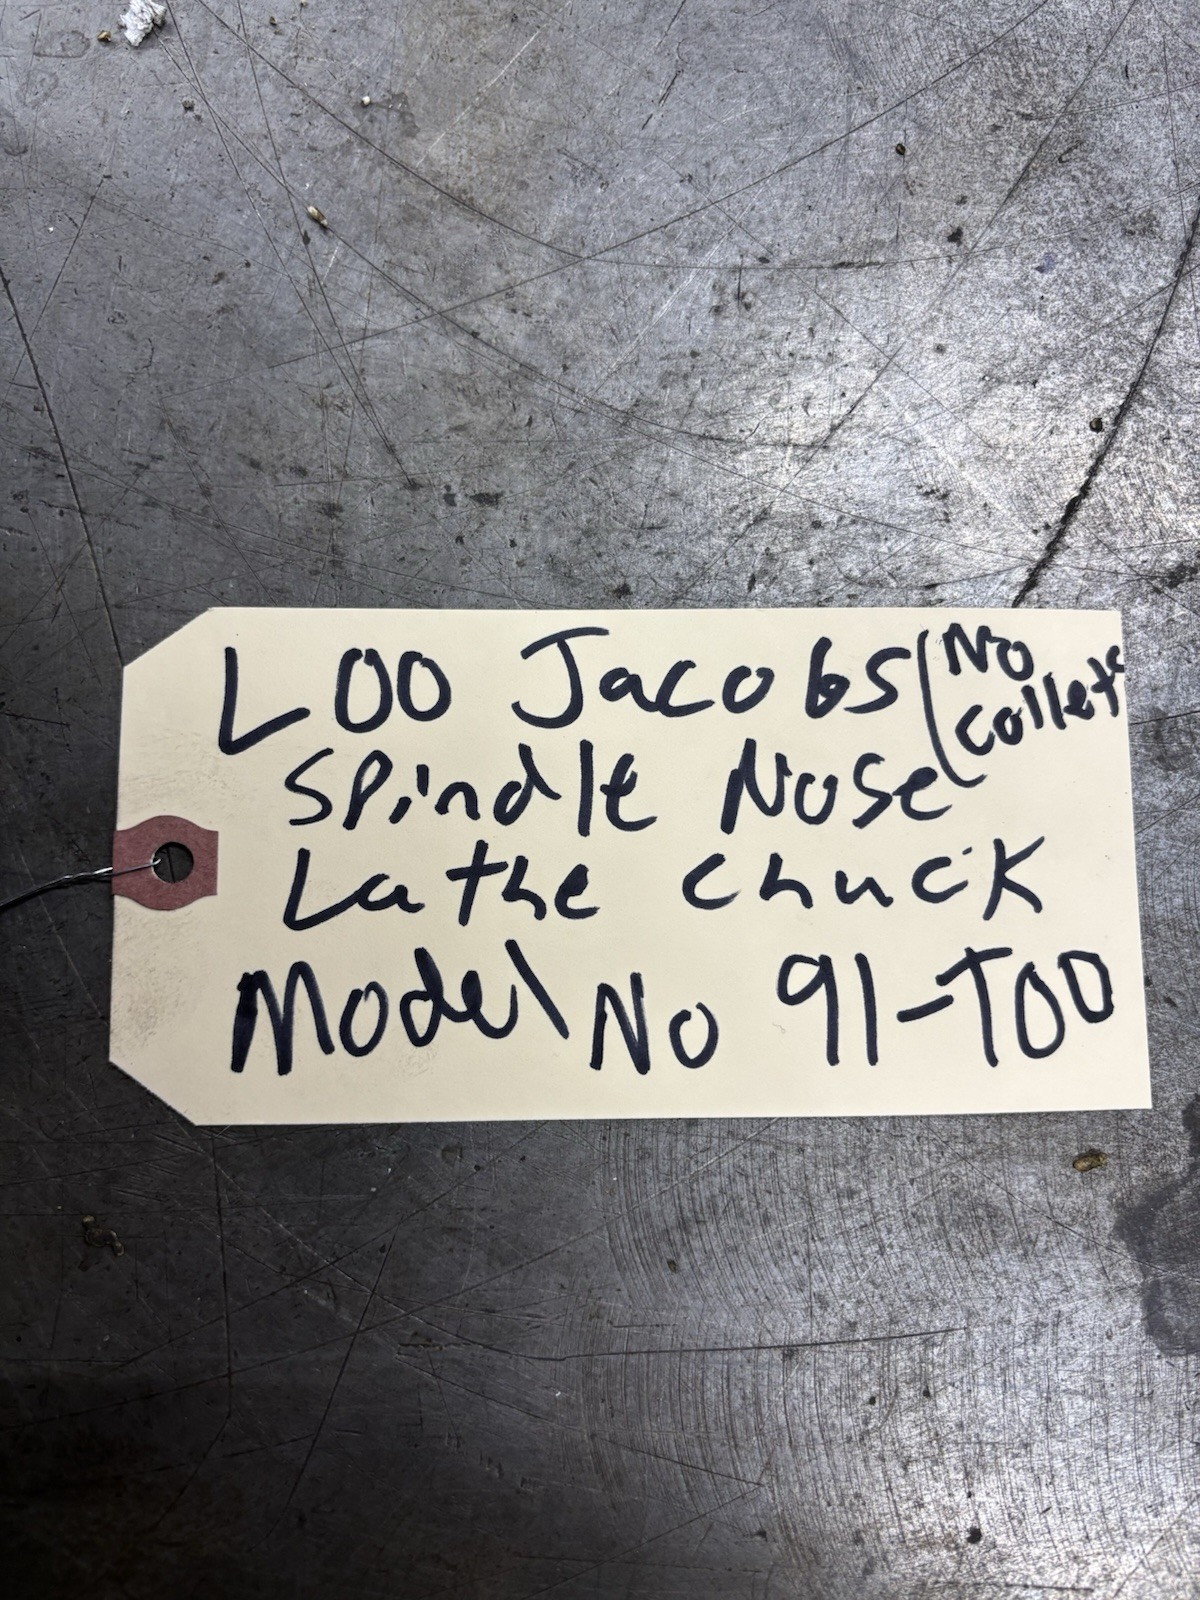 L00 Jacobs (No
Collets
Spindle Nose
Lathe Chuck
Model No 91-T00